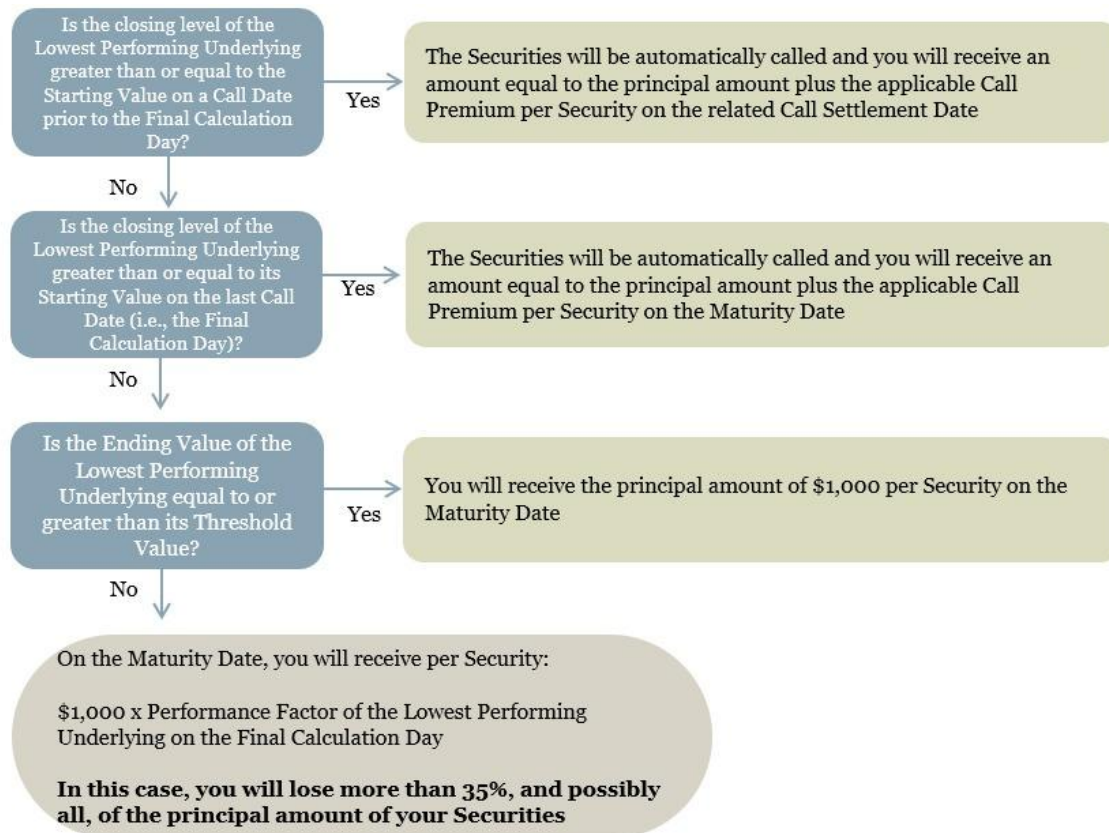 Is the closing level of the
Lowest Performing Underlying
greater than or equal to the
Starting Value on a Call Date
prior to the Final Calculation
Day?
Yes
The Securities will be automatically called and you will receive an
amount equal to the principal amount plus the applicable Call
Premium per Security on the related Call Settlement Date
No
Is the closing level of the
Lowest Performing Underlying
greater than or equal to its
Starting Value on the last Call
Date (i.e., the Final
Calculation Day)?
Yes
The Securities will be automatically called and you will receive an
amount equal to the principal amount plus the applicable Call
Premium per Security on the Maturity Date
No
Is the Ending Value of the
Lowest Performing
Underlying equal to or
greater than its Threshold
Value?
Yes
You will receive the principal amount of $1,000 per Security on the
Maturity Date
No
On the Maturity Date, you will receive per Security:
$1,000 x Performance Factor of the Lowest Performing
Underlying on the Final Calculation Day
In this case, you will lose more than 35%, and possibly
all, of the principal amount of your Securities